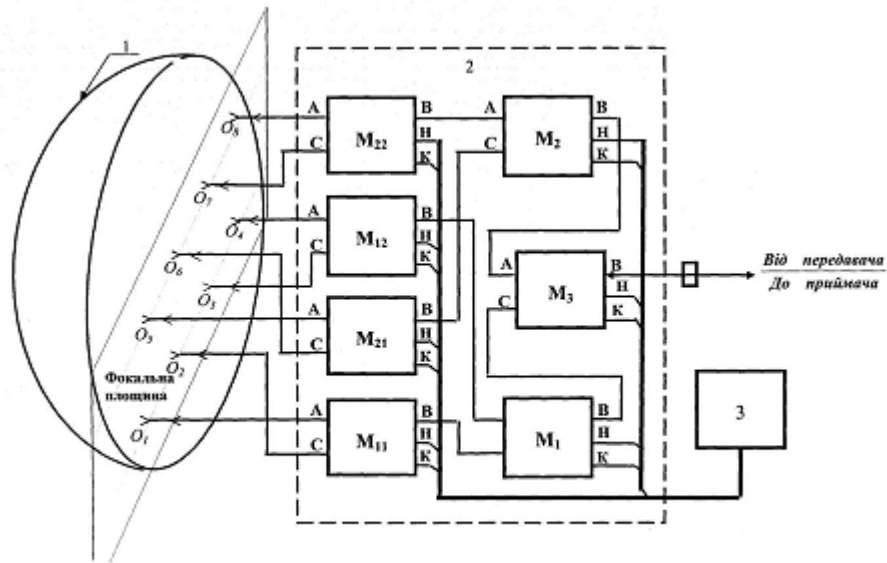 1
2
O8
A
C
M22
B
H
K
A
C
M2
B
H
K
O7
O4
A
C
M12
B
H
K
O6
O5
A
C
M3
B
H
K
Від передавача
До приймача
O3
A
C
M21
B
H
K
O2
Фокальна
площина
O1
A
C
M11
B
H
K
M1
B
H
K
3